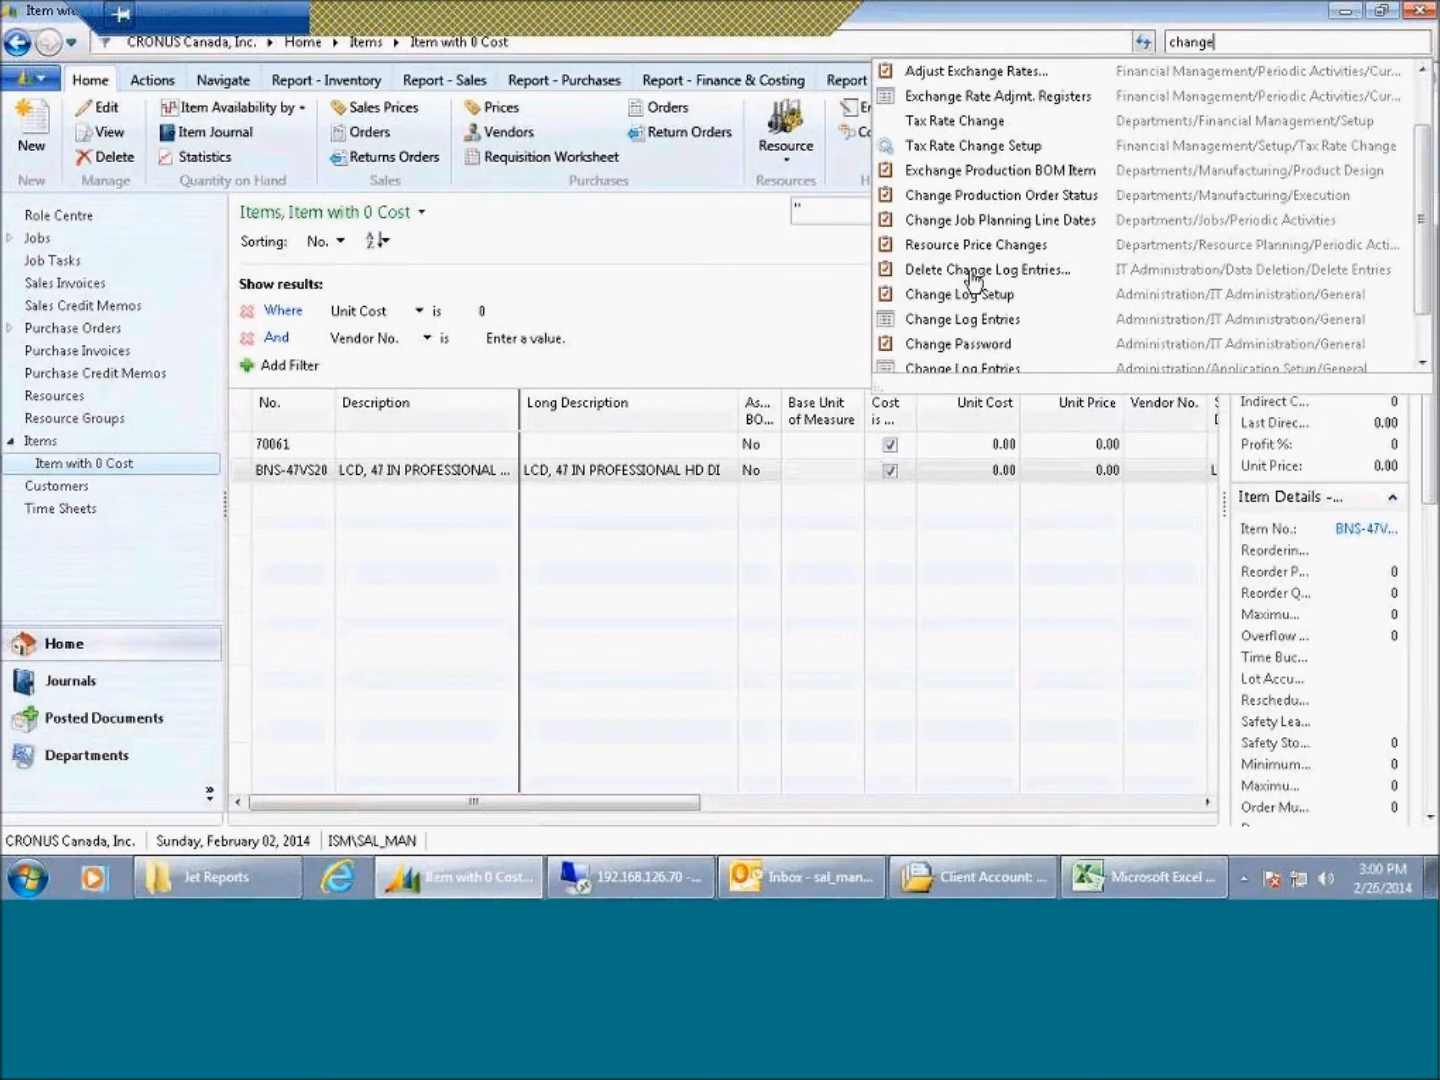 Item wi
CRONUS Canada, Inc. Home Items Item with 0 Cost
change
Home Actions Navigate Report - Inventory Report - Sales Report - Purchases Report - Finance & Costing Report
New
Edit
View
Delete
Item Availability by
Item Journal
Statistics
Sales Prices
Orders
Returns Orders
Prices
Vendors
Requisition Worksheet
Orders
Return Orders
Resource
New Manage Quantity on Hand Sales Purchases Resources
Adjust Exchange Rates... Financial Management/Periodic Activities/Cur...
Exchange Rate Adjmt. Registers Financial Management/Periodic Activities/Cur...
Tax Rate Change Departments/Financial Management/Setup
Tax Rate Change Setup Financial Management/Setup/Tax Rate Change
Exchange Production BOM Item Departments/Manufacturing/Product Design
Change Production Order Status Departments/Manufacturing/Execution
Change Job Planning Line Dates Departments/Jobs/Periodic Activities
Resource Price Changes Departments/Resource Planning/Periodic Acti...
Delete Change Log Entries... IT Administration/Data Deletion/Delete Entries
Change Log Setup Administration/IT Administration/General
Change Log Entries Administration/IT Administration/General
Change Password Administration/IT Administration/General
Change Log Entries Administration/Application Setup/General
Role Centre
Jobs
Job Tasks
Sales Invoices
Sales Credit Memos
Purchase Orders
Purchase Invoices
Purchase Credit Memos
Resources
Resource Groups
Items
Item with 0 Cost
Customers
Time Sheets
Home
Journals
Posted Documents
Departments
Items, Item with 0 Cost
Sorting: No.
Show results:
Where Unit Cost is 0
And Vendor No. is Enter a value.
Add Filter
No. Description Long Description As... BO... Base Unit of Measure Cost is ... Unit Cost Unit Price Vendor No.
70061 No 0.00 0.00
BNS-47VS20 LCD, 47 IN PROFESSIONAL ... LCD, 47 IN PROFESSIONAL HD DI No 0.00 0.00 L
Indirect C... 0
Last Direc... 0.00
Profit %: 0
Unit Price: 0.00
Item Details -...
Item No.: BNS-47V...
Reorderin...
Reorder P... 0
Reorder Q... 0
Maximu... 0
Overflow ... 0
Time Buc...
Lot Accu...
Reschedu...
Safety Lea...
Safety Sto... 0
Minimum... 0
Maximu... 0
Order Mu... 0
CRONUS Canada, Inc. Sunday, February 02, 2014 ISM\SAL_MAN
Jet Reports
Item with 0 Cost...
192.168.126.70 -...
Inbox - sal_man...
Client Account: ...
Microsoft Excel ...
3:00 PM
2/26/2014